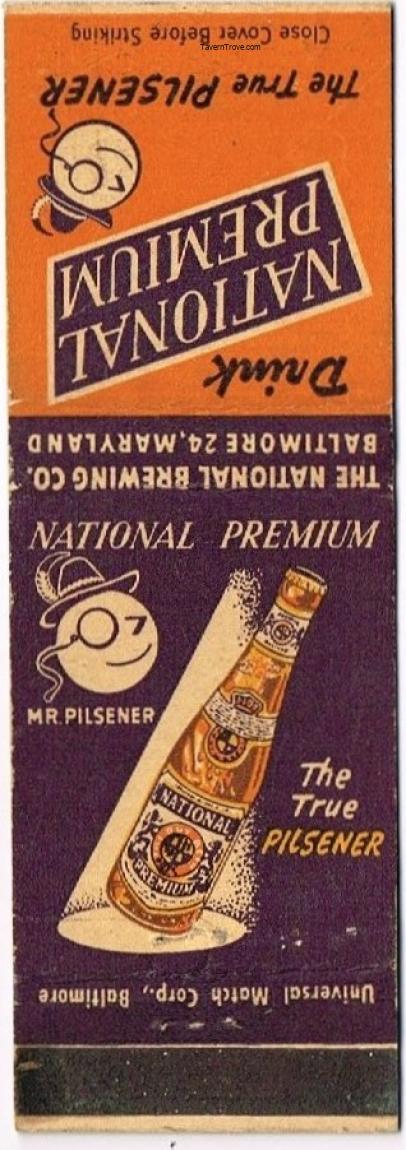 Close Cover Before Striking
TavernTrove.com
The True PILSENER
NATIONAL
PREMIUM
Drink
THE NATIONAL BREWING CO.
BALTIMORE 24, MARYLAND
NATIONAL PREMIUM
MR. PILSENER
NATIONAL
PREMIUM
The
True
PILSENER
Universal Match Corp., Baltimore